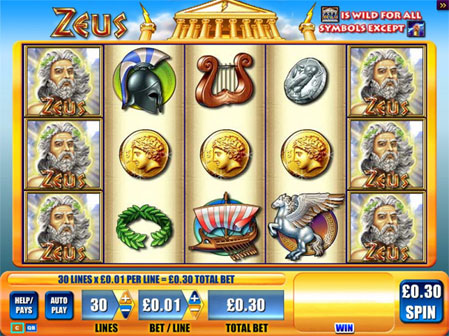 ZEUS
IS WILD FOR ALL
SYMBOLS EXCEPT
»
ZEUS
ZEUS
ZEUS
ZEUS
ZEUS
ZEUS
30 LINES x £0.01 PER LINE = £0.30 TOTAL BET
HELP/
PAYS
AUTO
PLAY
30
£0.01
£0.30
£0.30
SPIN
LINES
BET / LINE
TOTAL BET
WIN
C GB